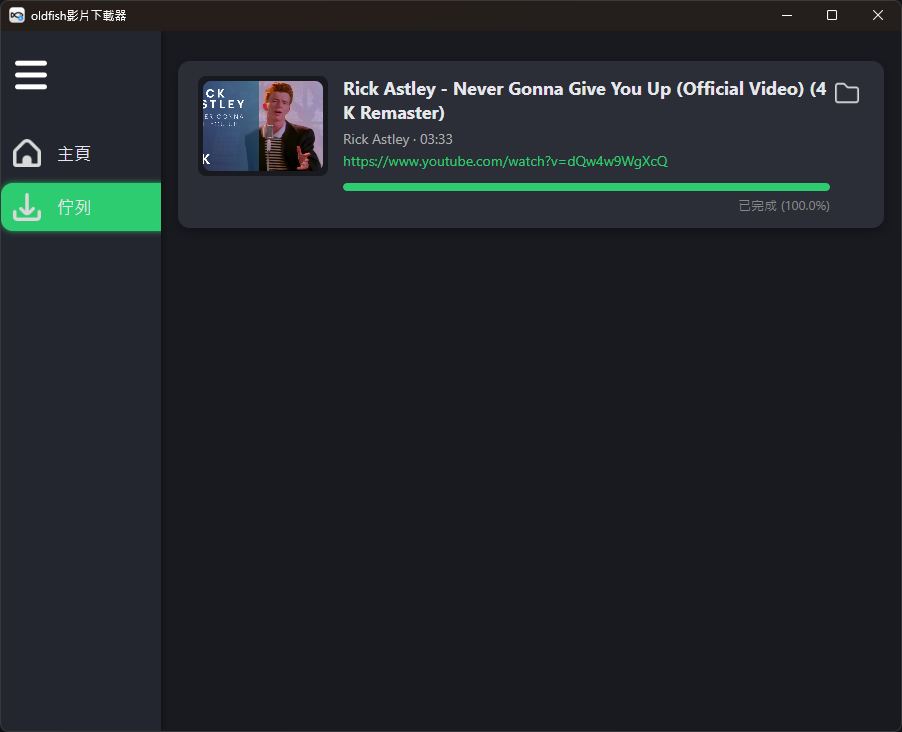 oldfish影片下載器
主頁
佇列
CK
STLEY
ER GONNA
K
Rick Astley - Never Gonna Give You Up (Official Video) (4
K Remaster)
Rick Astley · 03:33
https://www.youtube.com/watch?v=dQw4w9WgXcQ
已完成 (100.0%)